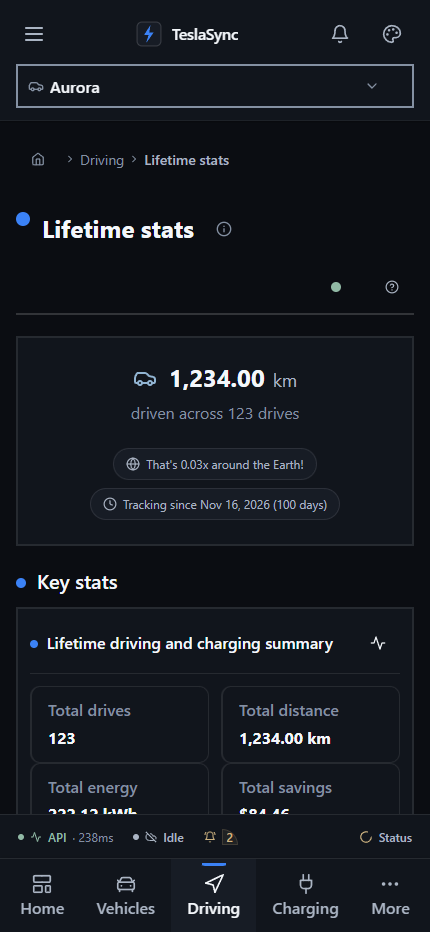 TeslaSync
Aurora
Driving
Lifetime stats
Lifetime stats
1,234.00 km
driven across 123 drives
That's 0.03x around the Earth!
Tracking since Nov 16, 2026 (100 days)
Key stats
Lifetime driving and charging summary
Total drives
123
Total distance
1,234.00 km
Total energy
Total savings
API · 238ms
Idle
2
Status
Home
Vehicles
Driving
Charging
More